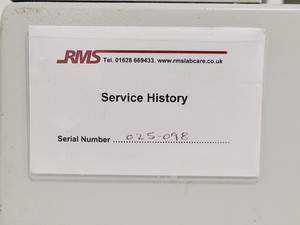 RMS Tel. 01628 669433. www.rmslabcare.co.uk
Service History
Serial Number 025-098